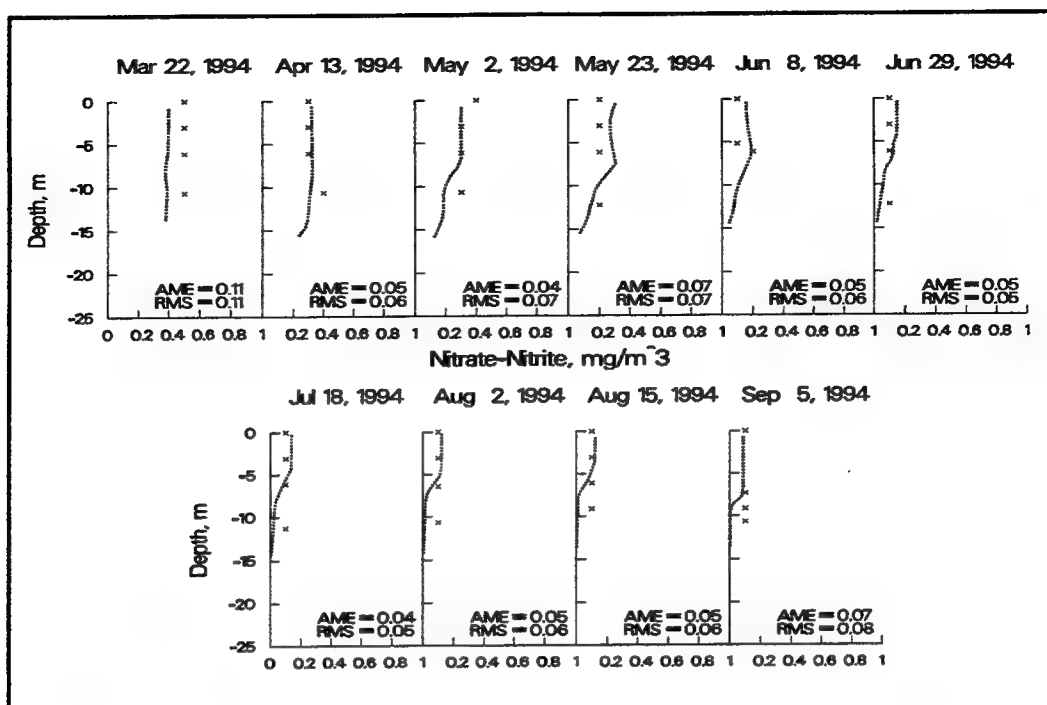 Mar 22, 1994 Apr 13, 1994 May 2, 1994 May 23, 1994 Jun 8, 1994 Jun 29, 1994
0
-5
-10
-15
-20
-25
Depth, m
AME = 0.11 AME = 0.05 AME = 0.04 AME = 0.07 AME = 0.05 AME = 0.05
RMS = 0.11 RMS = 0.06 RMS = 0.07 RMS = 0.07 RMS = 0.06 RMS = 0.06
0 0.2 0.4 0.6 0.8 1 0.2 0.4 0.6 0.8 1 0.2 0.4 0.6 0.8 1 0.2 0.4 0.6 0.8 1 0.2 0.4 0.6 0.8 1 0.2 0.4 0.6 0.8 1
Nitrate-Nitrite, mg/m^3
Jul 18, 1994 Aug 2, 1994 Aug 15, 1994 Sep 5, 1994
0
-5
-10
-15
-20
-25
Depth, m
AME = 0.04 AME = 0.05 AME = 0.05 AME = 0.07
RMS = 0.05 RMS = 0.06 RMS = 0.06 RMS = 0.08
0 0.2 0.4 0.6 0.8 1 0.2 0.4 0.6 0.8 1 0.2 0.4 0.6 0.8 1 0.2 0.4 0.6 0.8 1